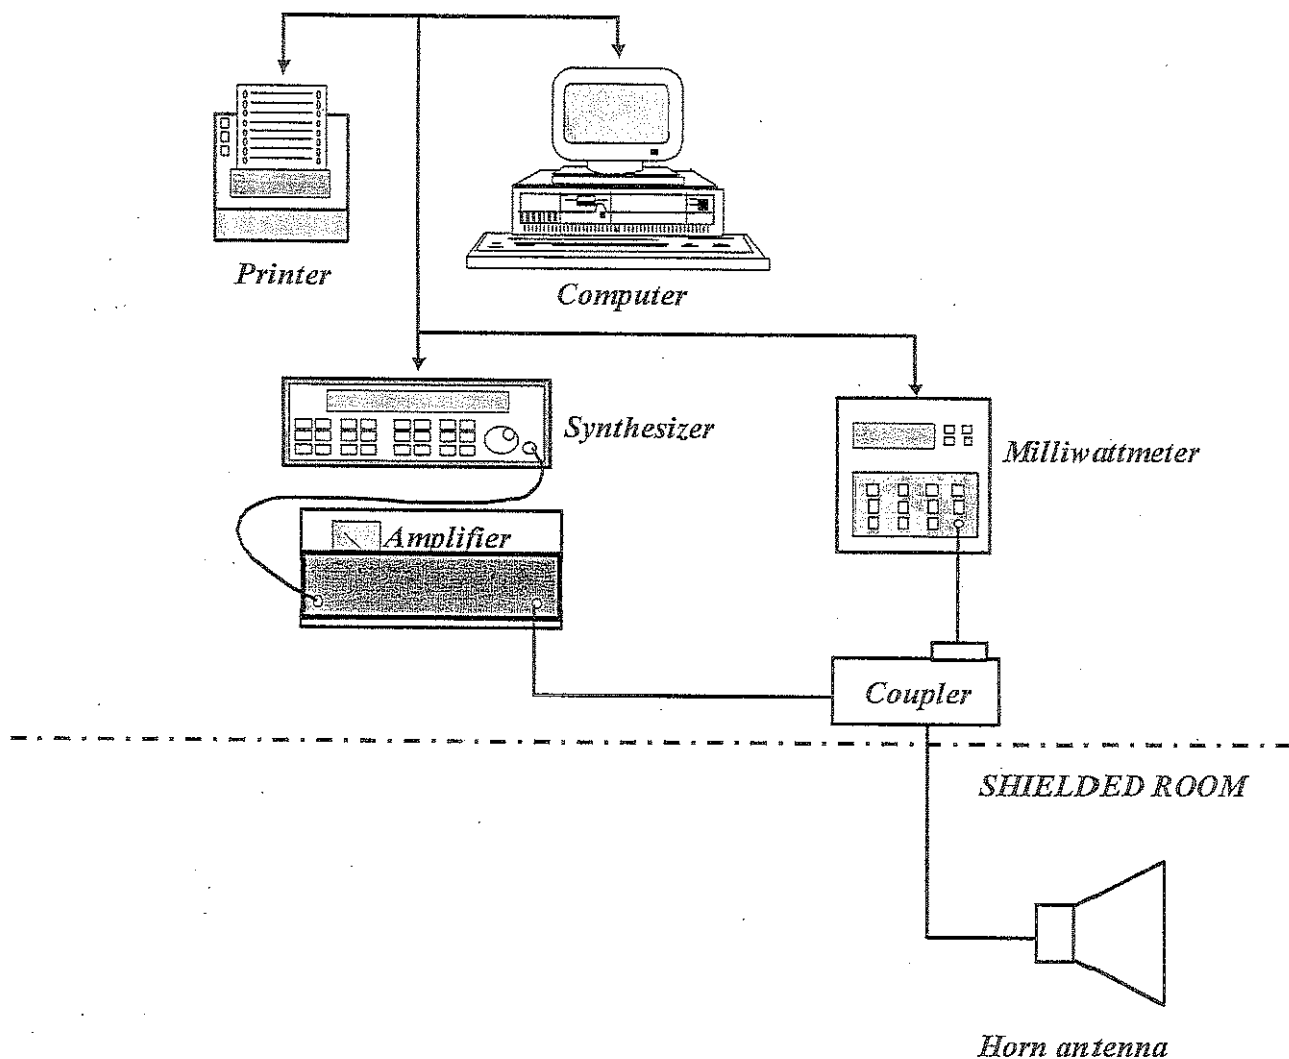 Printer
Computer
Synthesizer
Milliwattmeter
Amplifier
Coupler
SHIELDED ROOM
Horn antenna